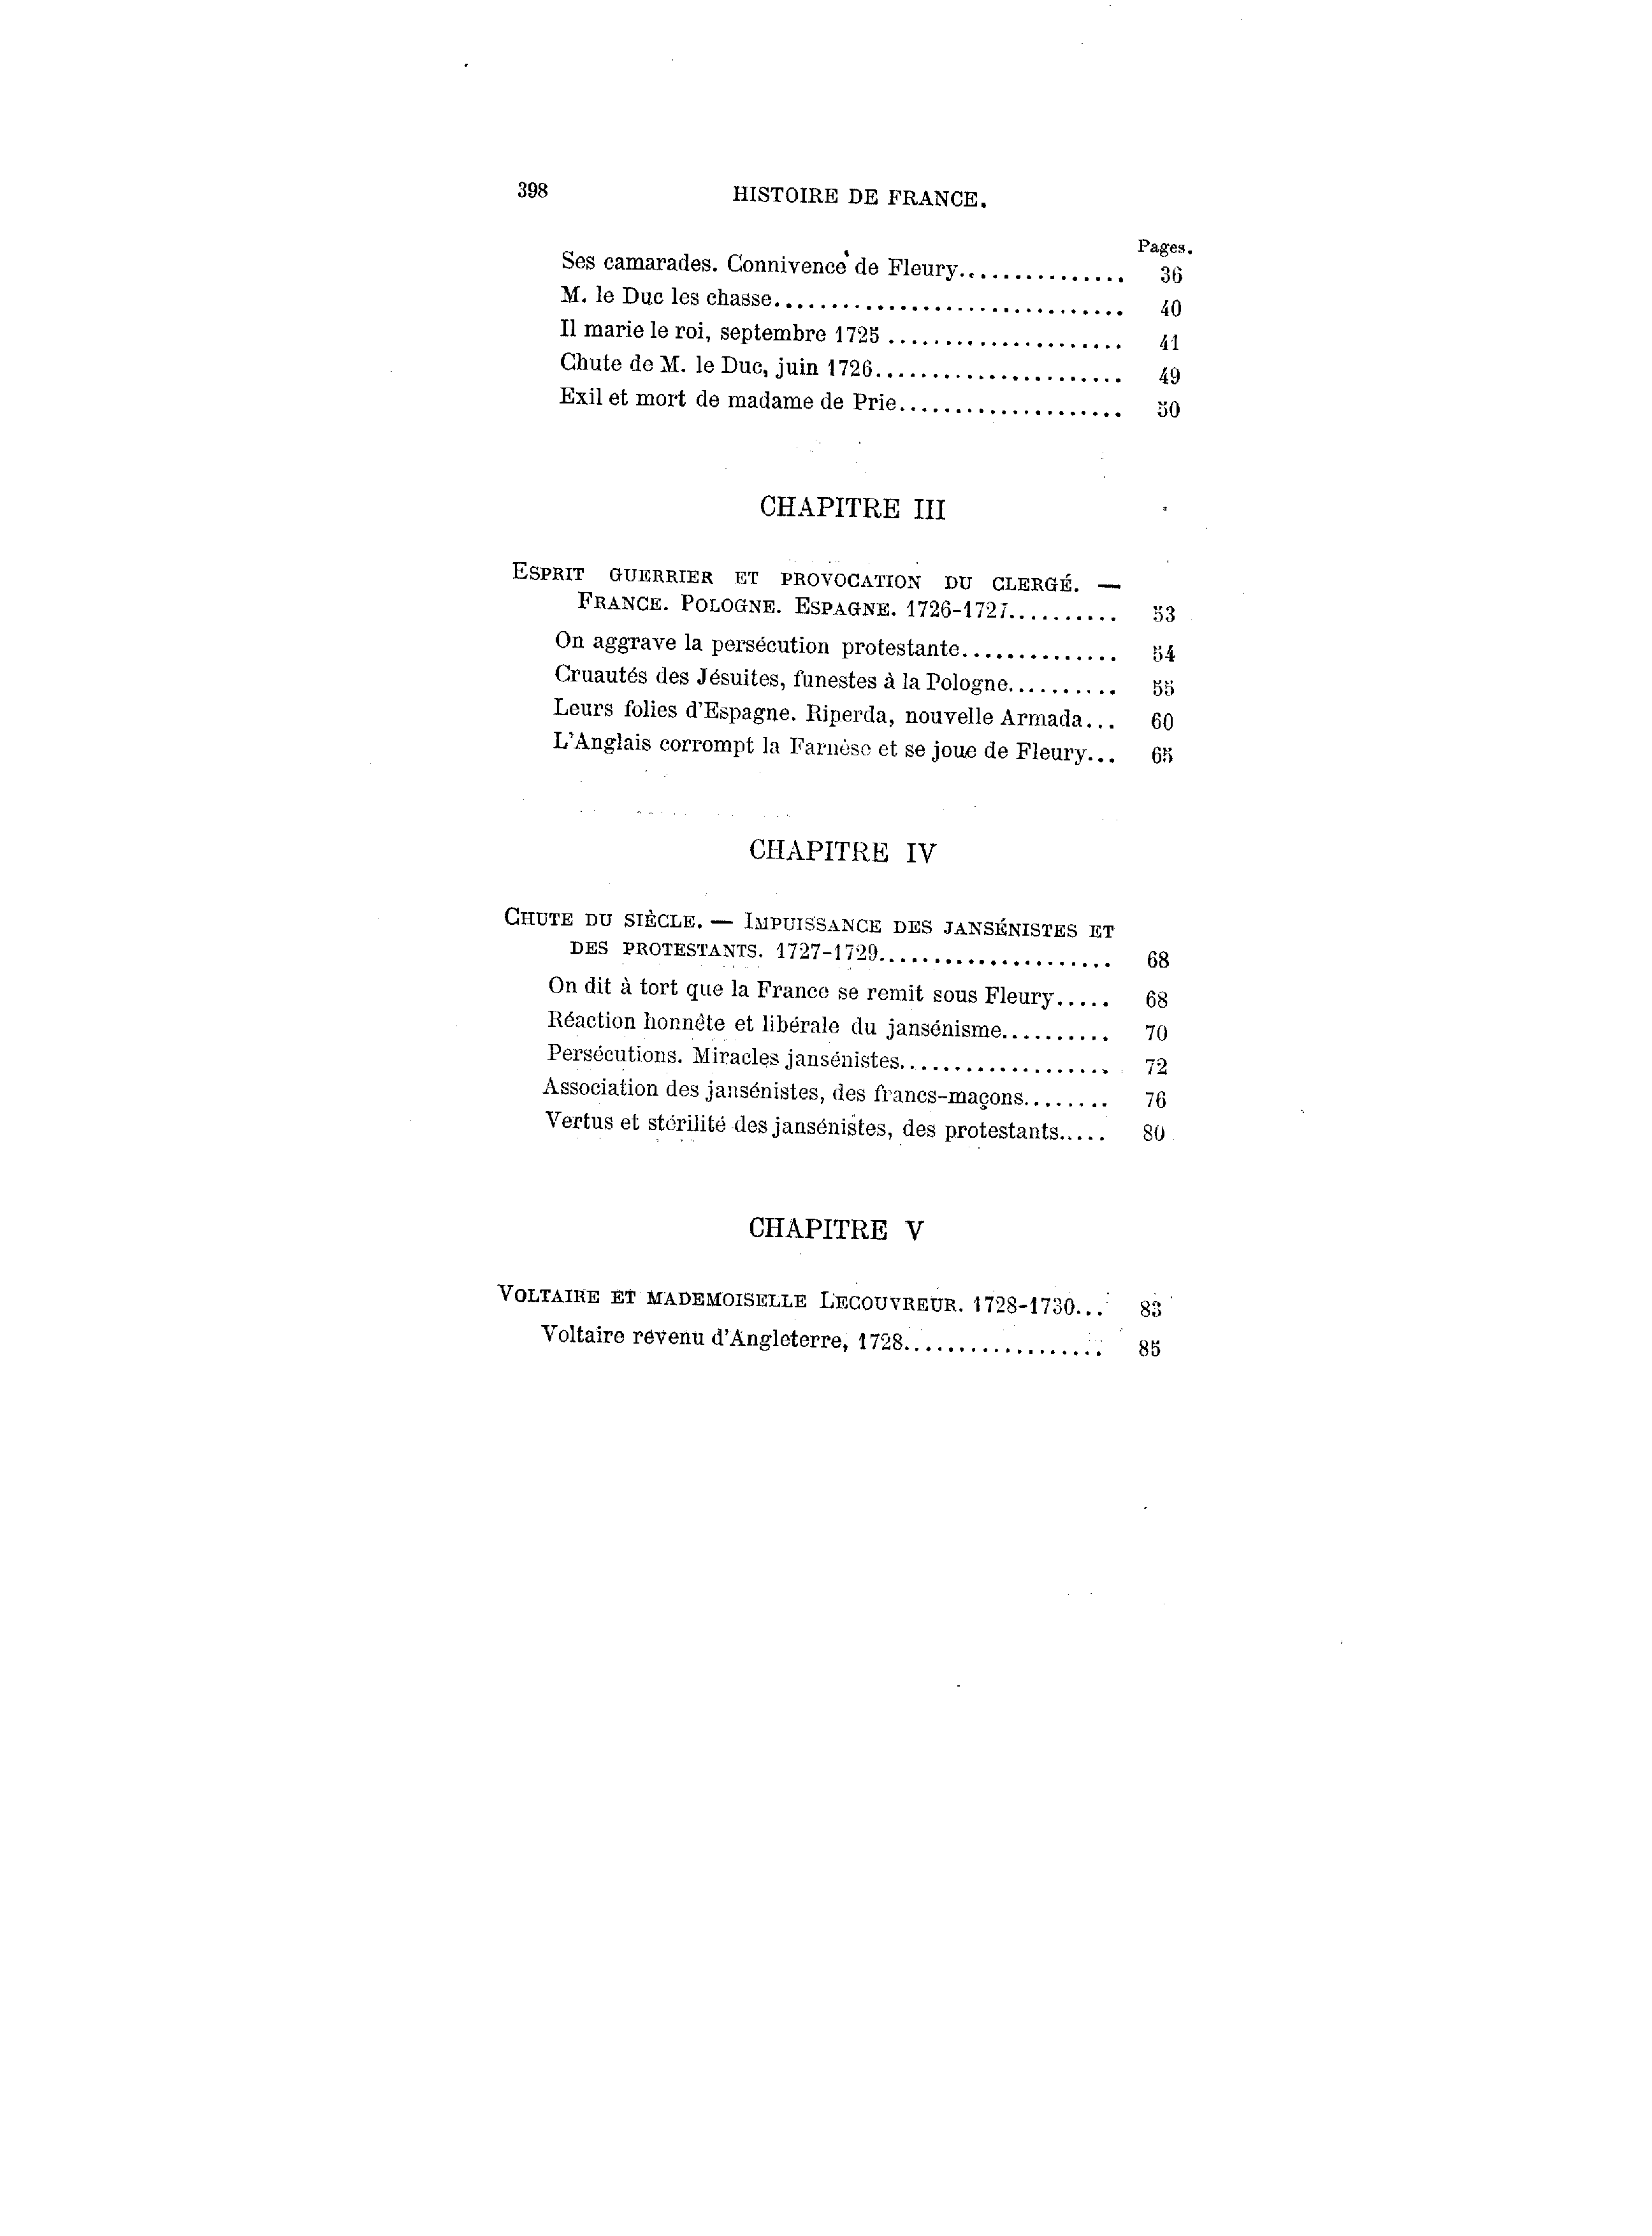 398 HISTOIRE DE FRANCE.
Pages.
Ses camarades. Connivence de Fleury............... 36
M. le Duc les chasse................................ 40
Il marie le roi, septembre 1725 ..................... 41
Chute de M. le Duc, juin 1726....................... 49
Exil et mort de madame de Prie..................... 50
CHAPITRE III
ESPRIT GUERRIER ET PROVOCATION DU CLERGÉ. —
FRANCE. POLOGNE. ESPAGNE. 1726-1727.......... 53
On aggrave la persécution protestante.............. 54
Cruautés des Jésuites, funestes à la Pologne.......... 55
Leurs folies d'Espagne. Riperda, nouvelle Armada... 60
L'Anglais corrompt la Farnèse et se joue de Fleury... 65
CHAPITRE IV
CHUTE DU SIÈCLE. — IMPUISSANCE DES JANSÉNISTES ET
DES PROTESTANTS. 1727-1729..................... 68
On dit à tort que la France se remit sous Fleury..... 68
Réaction honnête et libérale du jansénisme.......... 70
Persécutions. Miracles jansénistes................... 72
Association des jansénistes, des francs-maçons........ 76
Vertus et stérilité des jansénistes, des protestants..... 80
CHAPITRE V
VOLTAIRE ET MADEMOISELLE LECOUVREUR. 1728-1730... 83
Voltaire revenu d'Angleterre, 1728.................. 85